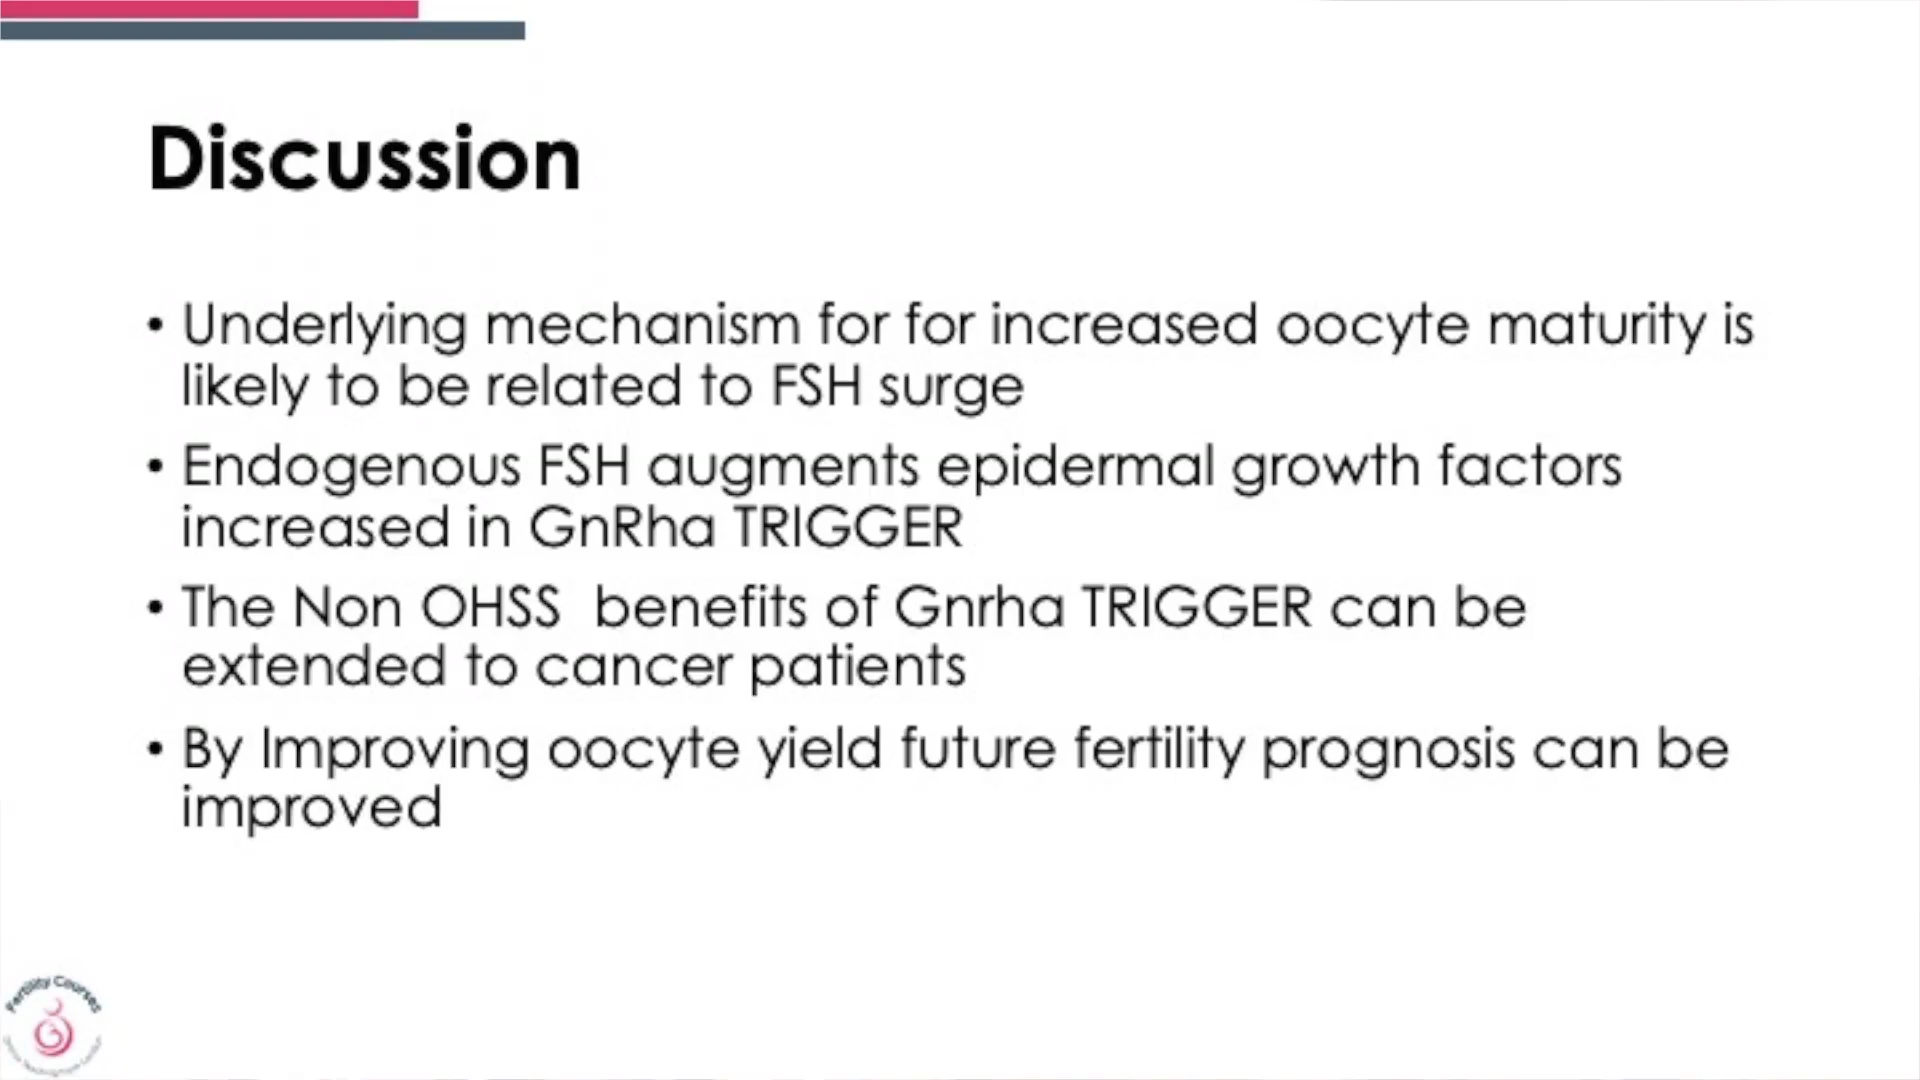 Discussion
• Underlying mechanism for for increased oocyte maturity is
likely to be related to FSH surge
• Endogenous FSH augments epidermal growth factors
increased in GnRha TRIGGER
• The Non OHSS benefits of Gnrha TRIGGER can be
extended to cancer patients
• By Improving oocyte yield future fertility prognosis can be
improved
Fertility Courses